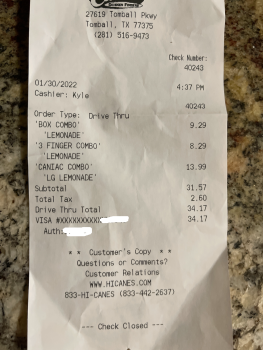 27619 Tomball Pkwy
Tomball, TX 77375
(281) 516-9473
Check Number:
40243
01/30/2022 4:37 PM
Cashier: Kyle
40243
Order Type: Drive Thru
'BOX COMBO' 9.29
'LEMONADE'
'3 FINGER COMBO' 8.29
'LEMONADE'
'CANIAC COMBO' 13.99
'LG LEMONADE'
Subtotal 31.57
Total Tax 2.60
Drive Thru Total 34.17
VISA #XXXXXXXXXX 34.17
Auth:
* * Customer's Copy * *
Questions or Comments?
Customer Relations
WWW.HICANES.COM
833-HI-CANES (833-442-2637)
--- Check Closed ---